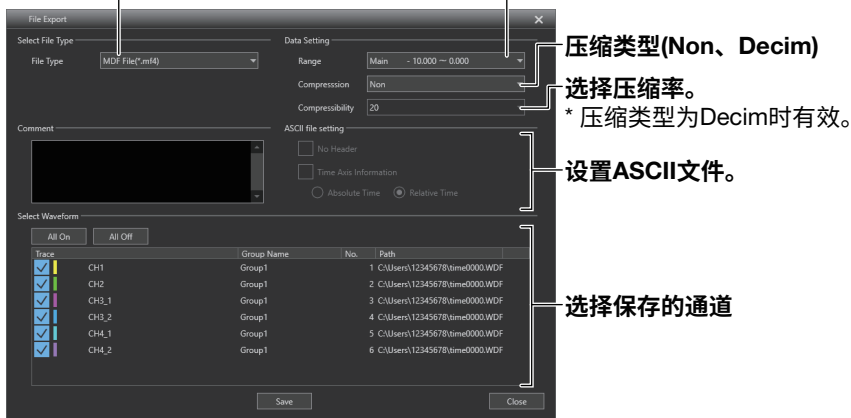 File Export
Select File Type
File Type MDF File(*.mf4)
Data Setting
Range Main - 10.000 ～ 0.000
Compresssion Non
Compressibility 20
压缩类型(Non、Decim)
选择压缩率。
* 压缩类型为Decim时有效。
Comment
ASCII file setting
No Header
Time Axis Information
Absolute Time Relative Time
设置ASCII文件。
Select Waveform
All On All Off
Trace Group Name No. Path
CH1 Group1 1 C:\Users\12345678\time0000.WDF
CH2 Group1 2 C:\Users\12345678\time0000.WDF
CH3_1 Group1 3 C:\Users\12345678\time0000.WDF
CH3_2 Group1 4 C:\Users\12345678\time0000.WDF
CH4_1 Group1 5 C:\Users\12345678\time0000.WDF
CH4_2 Group1 6 C:\Users\12345678\time0000.WDF
选择保存的通道
Save Close